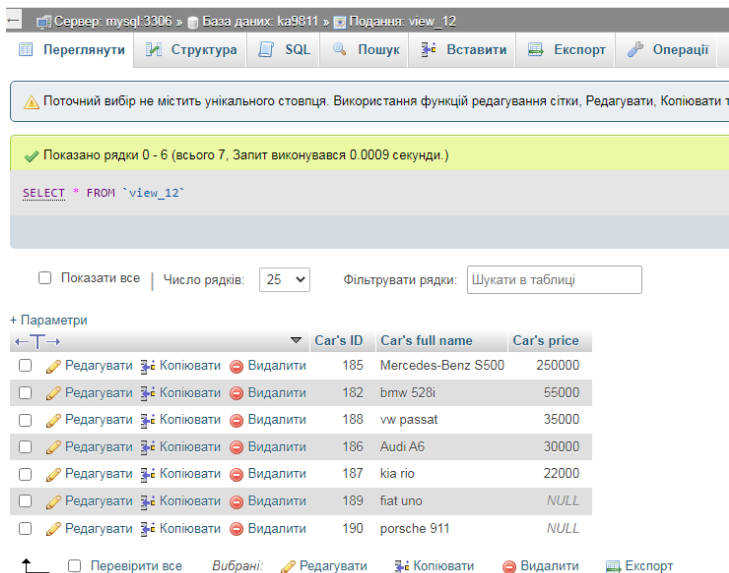 ← Сервер: mysql:3306 » База даних: ka9811 » Подання: view_12
Переглянути Структура SQL Пошук Вставити Експорт Операції
Поточний вибір не містить унікального стовпця. Використання функцій редагування сітки, Редагувати, Копіювати т
Показано рядки 0 - 6 (всього 7, Запит виконувався 0.0009 секунди.)
SELECT * FROM `view_12`
Показати все | Число рядків: 25 Фільтрувати рядки: Шукати в таблиці
+ Параметри
←T→ Car's ID Car's full name Car's price
Редагувати Копіювати Видалити 185 Mercedes-Benz S500 250000
Редагувати Копіювати Видалити 182 bmw 528i 55000
Редагувати Копіювати Видалити 188 vw passat 35000
Редагувати Копіювати Видалити 186 Audi A6 30000
Редагувати Копіювати Видалити 187 kia rio 22000
Редагувати Копіювати Видалити 189 fiat uno NULL
Редагувати Копіювати Видалити 190 porsche 911 NULL
Перевірити все Вибрані: Редагувати Копіювати Видалити Експорт